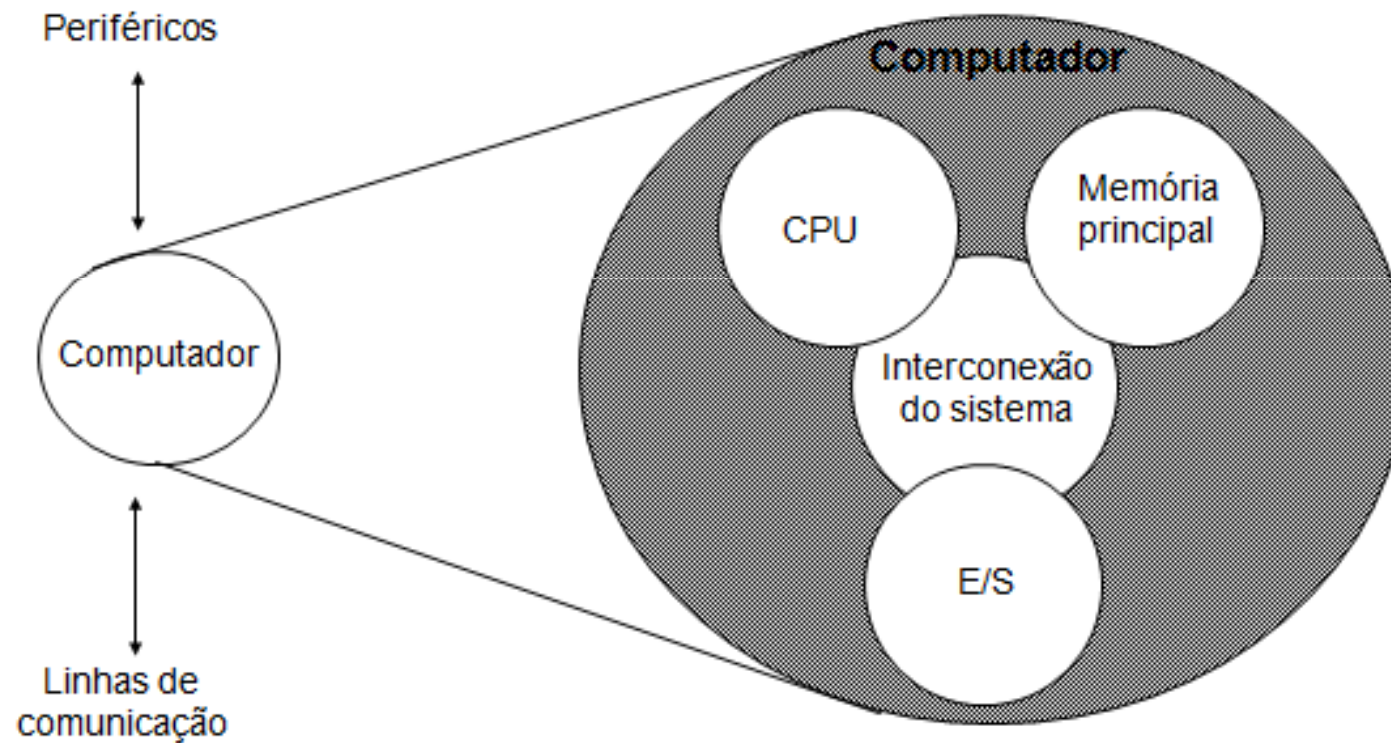 Periféricos
Computador
Linhas de
comunicação
Computador
CPU
Memória
principal
Interconexão
do sistema
E/S